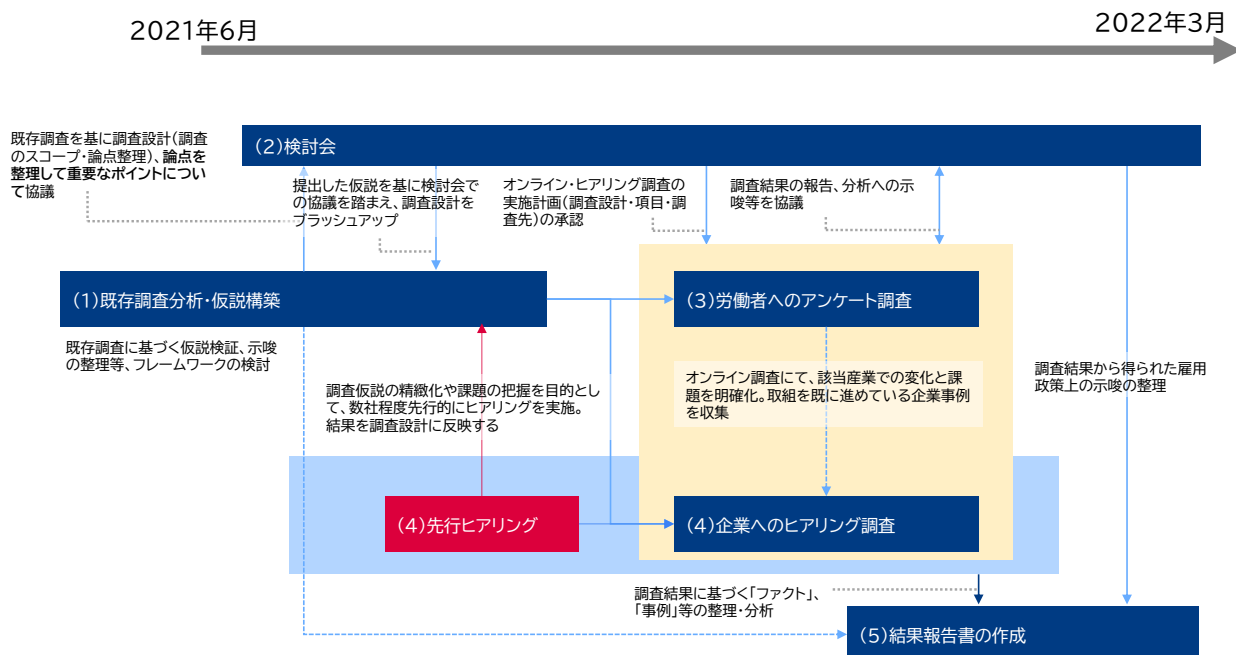 2021年6月
2022年3月
既存調査を基に調査設計(調査
のスコープ・論点整理)、論点を
整理して重要なポイントについ
て協議
(2)検討会
提出した仮説を基に検討会で
の協議を踏まえ、調査設計を
ブラッシュアップ
オンライン・ヒアリング調査の
実施計画(調査設計・項目・調
査先)の承認
調査結果の報告、分析への示
唆等を協議
(1)既存調査分析・仮説構築
(3)労働者へのアンケート調査
既存調査に基づく仮説検証、示唆
の整理等、フレームワークの検討
調査仮説の精緻化や課題の把握を目的とし
て、数社程度先行的にヒアリングを実施。
結果を調査設計に反映する
オンライン調査にて、該当産業での変化と課
題を明確化。取組を既に進めている企業事例
を収集
調査結果から得られた雇用
政策上の示唆の整理
(4)先行ヒアリング
(4)企業へのヒアリング調査
調査結果に基づく「ファクト」、
「事例」等の整理・分析
(5)結果報告書の作成